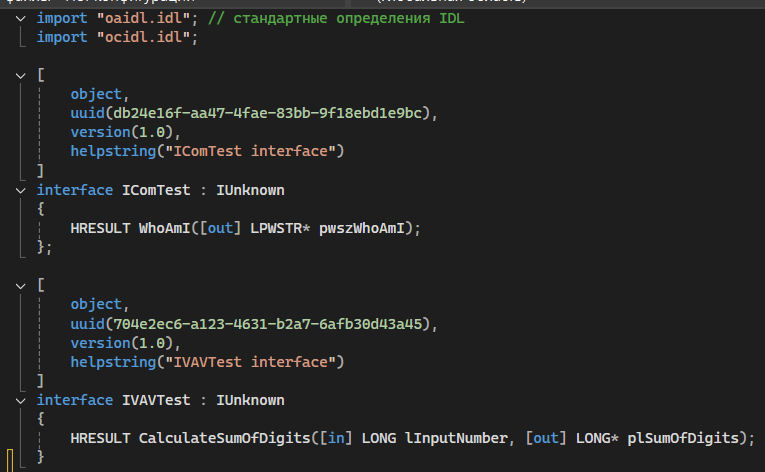 import "oaidl.idl"; // стандартные определения IDL
import "ocidl.idl";
[
object,
uuid(db24e16f-aa47-4fae-83bb-9f18ebd1e9bc),
version(1.0),
helpstring("IComTest interface")
]
interface IComTest : IUnknown
{
HRESULT WhoAmI([out] LPWSTR* pwszWhoAmI);
};
[
object,
uuid(704e2ec6-a123-4631-b2a7-6afb30d43a45),
version(1.0),
helpstring("IVAVTest interface")
]
interface IVAVTest : IUnknown
{
HRESULT CalculateSumOfDigits([in] LONG lInputNumber, [out] LONG* plSumOfDigits);
}